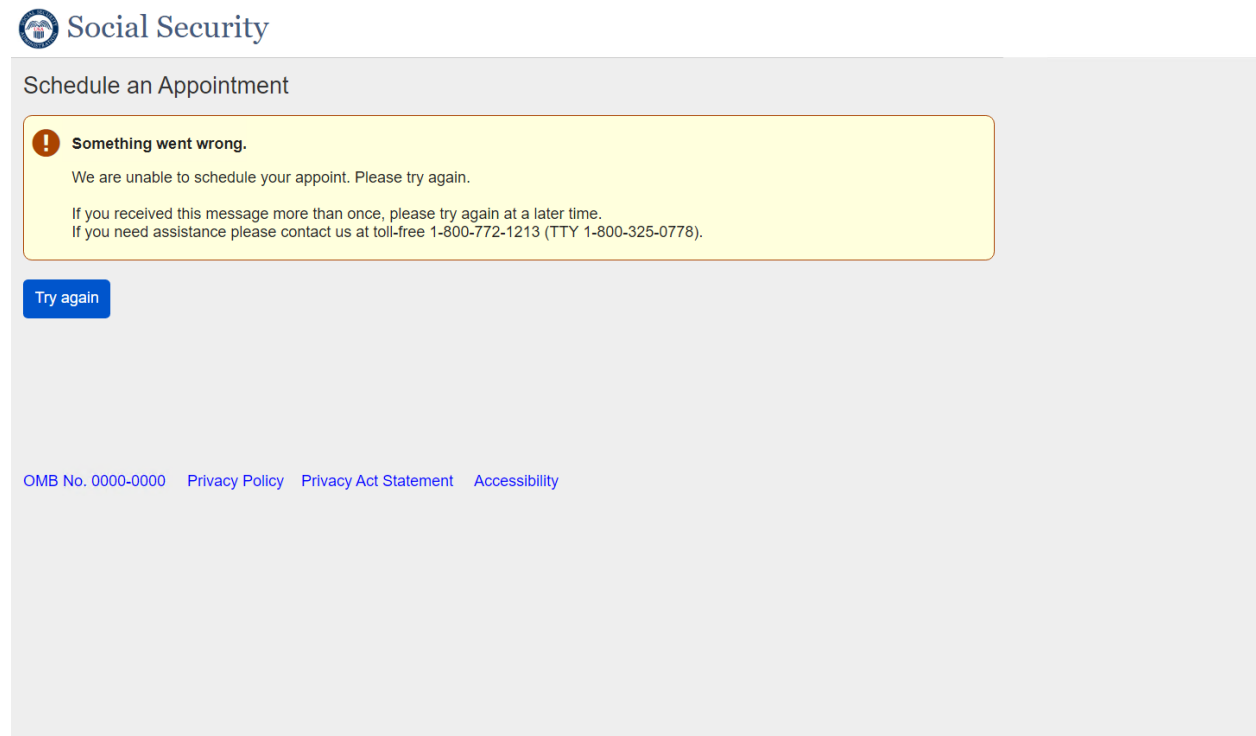 Social Security
Schedule an Appointment
Something went wrong.
We are unable to schedule your appoint. Please try again.
If you received this message more than once, please try again at a later time.
If you need assistance please contact us at toll-free 1-800-772-1213 (TTY 1-800-325-0778).
Try again
OMB No. 0000-0000 Privacy Policy Privacy Act Statement Accessibility